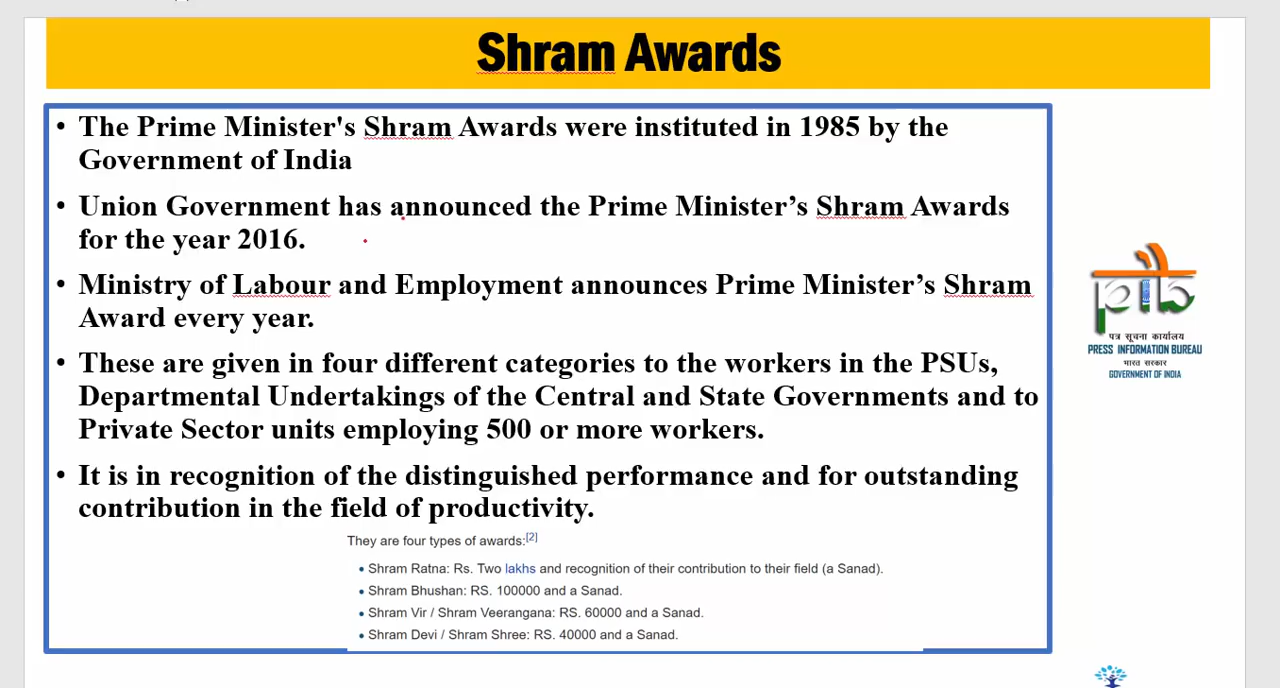 Shram Awards
• The Prime Minister's Shram Awards were instituted in 1985 by the
Government of India
• Union Government has announced the Prime Minister’s Shram Awards
for the year 2016.
• Ministry of Labour and Employment announces Prime Minister’s Shram
Award every year.
• These are given in four different categories to the workers in the PSUs,
Departmental Undertakings of the Central and State Governments and to
Private Sector units employing 500 or more workers.
• It is in recognition of the distinguished performance and for outstanding
contribution in the field of productivity.
They are four types of awards:[2]
• Shram Ratna: Rs. Two lakhs and recognition of their contribution to their field (a Sanad).
• Shram Bhushan: RS. 100000 and a Sanad.
• Shram Vir / Shram Veerangana: RS. 60000 and a Sanad.
• Shram Devi / Shram Shree: RS. 40000 and a Sanad.
pib
पत्र सूचना कार्यालय
PRESS INFORMATION BUREAU
भारत सरकार
GOVERNMENT OF INDIA